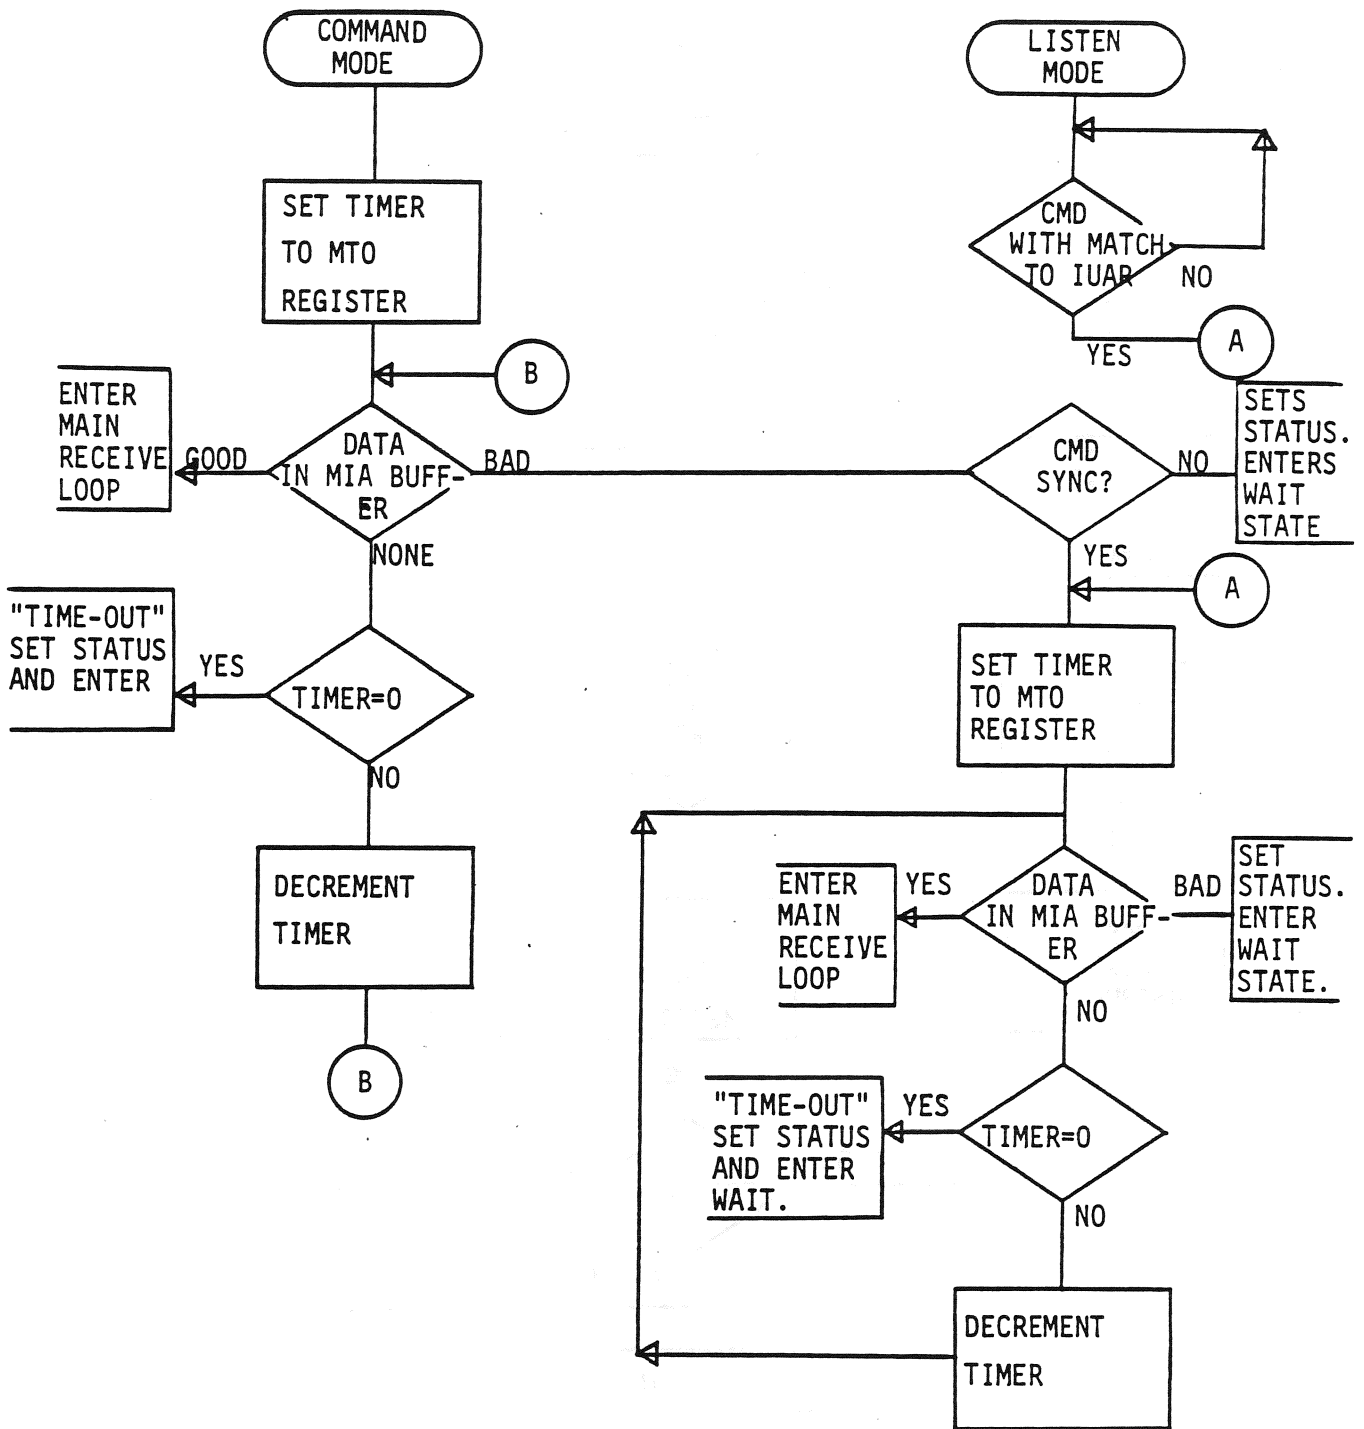 COMMAND
MODE
SET TIMER
TO MTO
REGISTER
B
ENTER
MAIN
RECEIVE
LOOP
GOOD
DATA
IN MIA BUFF-
ER
BAD
NONE
"TIME-OUT"
SET STATUS
AND ENTER
YES
TIMER=0
NO
DECREMENT
TIMER
B
LISTEN
MODE
CMD
WITH MATCH
TO IUAR
NO
YES
A
CMD
SYNC?
NO
SETS
STATUS.
ENTERS
WAIT
STATE
YES
A
SET TIMER
TO MTO
REGISTER
ENTER
MAIN
RECEIVE
LOOP
YES
DATA
IN MIA BUFF-
ER
BAD
SET
STATUS.
ENTER
WAIT
STATE.
NO
"TIME-OUT"
SET STATUS
AND ENTER
WAIT.
YES
TIMER=0
NO
DECREMENT
TIMER